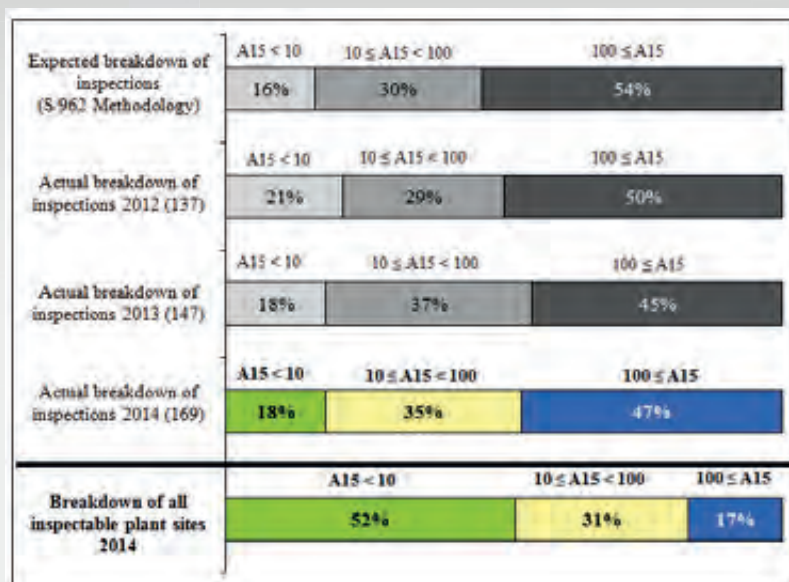 A15 < 10 10 ≤ A15 < 100 100 ≤ A15
Expected breakdown of
inspections
(S-962 Methodology)
16% 30% 54%
A15 < 10 10 ≤ A15 < 100 100 ≤ A15
Actual breakdown of
inspections 2012 (137)
21% 29% 50%
A15 < 10 10 ≤ A15 < 100 100 ≤ A15
Actual breakdown of
inspections 2013 (147)
18% 37% 45%
A15 < 10 10 ≤ A15 < 100 100 ≤ A15
Actual breakdown of
inspections 2014 (169)
18% 35% 47%
A15 < 10 10 ≤ A15 < 100 100 ≤ A15
Breakdown of all
inspectable plant sites
2014
52% 31% 17%